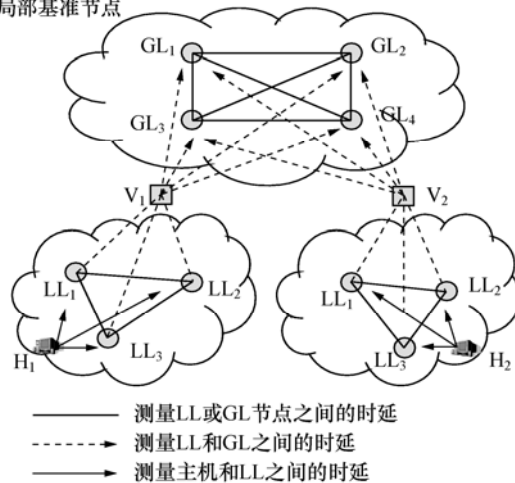 局部基准节点
GL1 GL2
GL3 GL4
V1 V2
LL1 LL2 LL1 LL2
LL3 LL3
H1 H2
测量LL或GL节点之间的时延
测量LL和GL之间的时延
测量主机和LL之间的时延